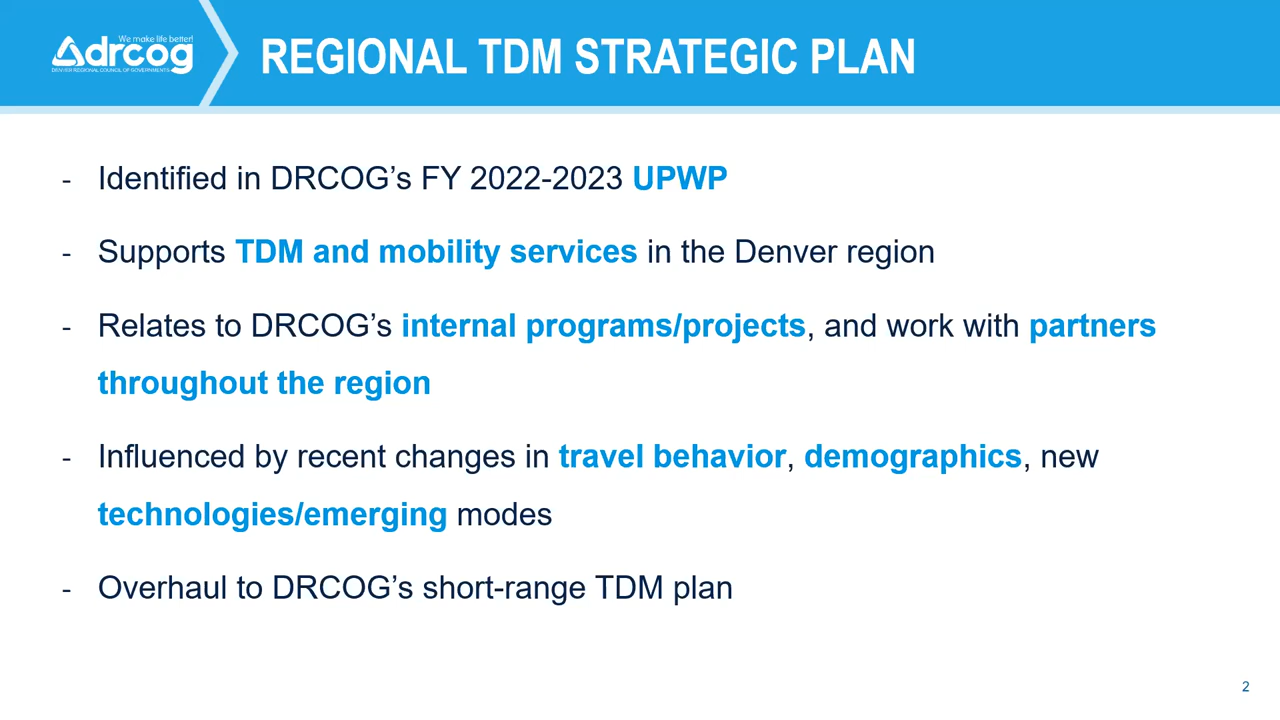 We make life better!
drcog
DENVER REGIONAL COUNCIL OF GOVERNMENTS
REGIONAL TDM STRATEGIC PLAN
- Identified in DRCOG’s FY 2022-2023 UPWP
- Supports TDM and mobility services in the Denver region
- Relates to DRCOG’s internal programs/projects, and work with partners
throughout the region
- Influenced by recent changes in travel behavior, demographics, new
technologies/emerging modes
- Overhaul to DRCOG’s short-range TDM plan
2